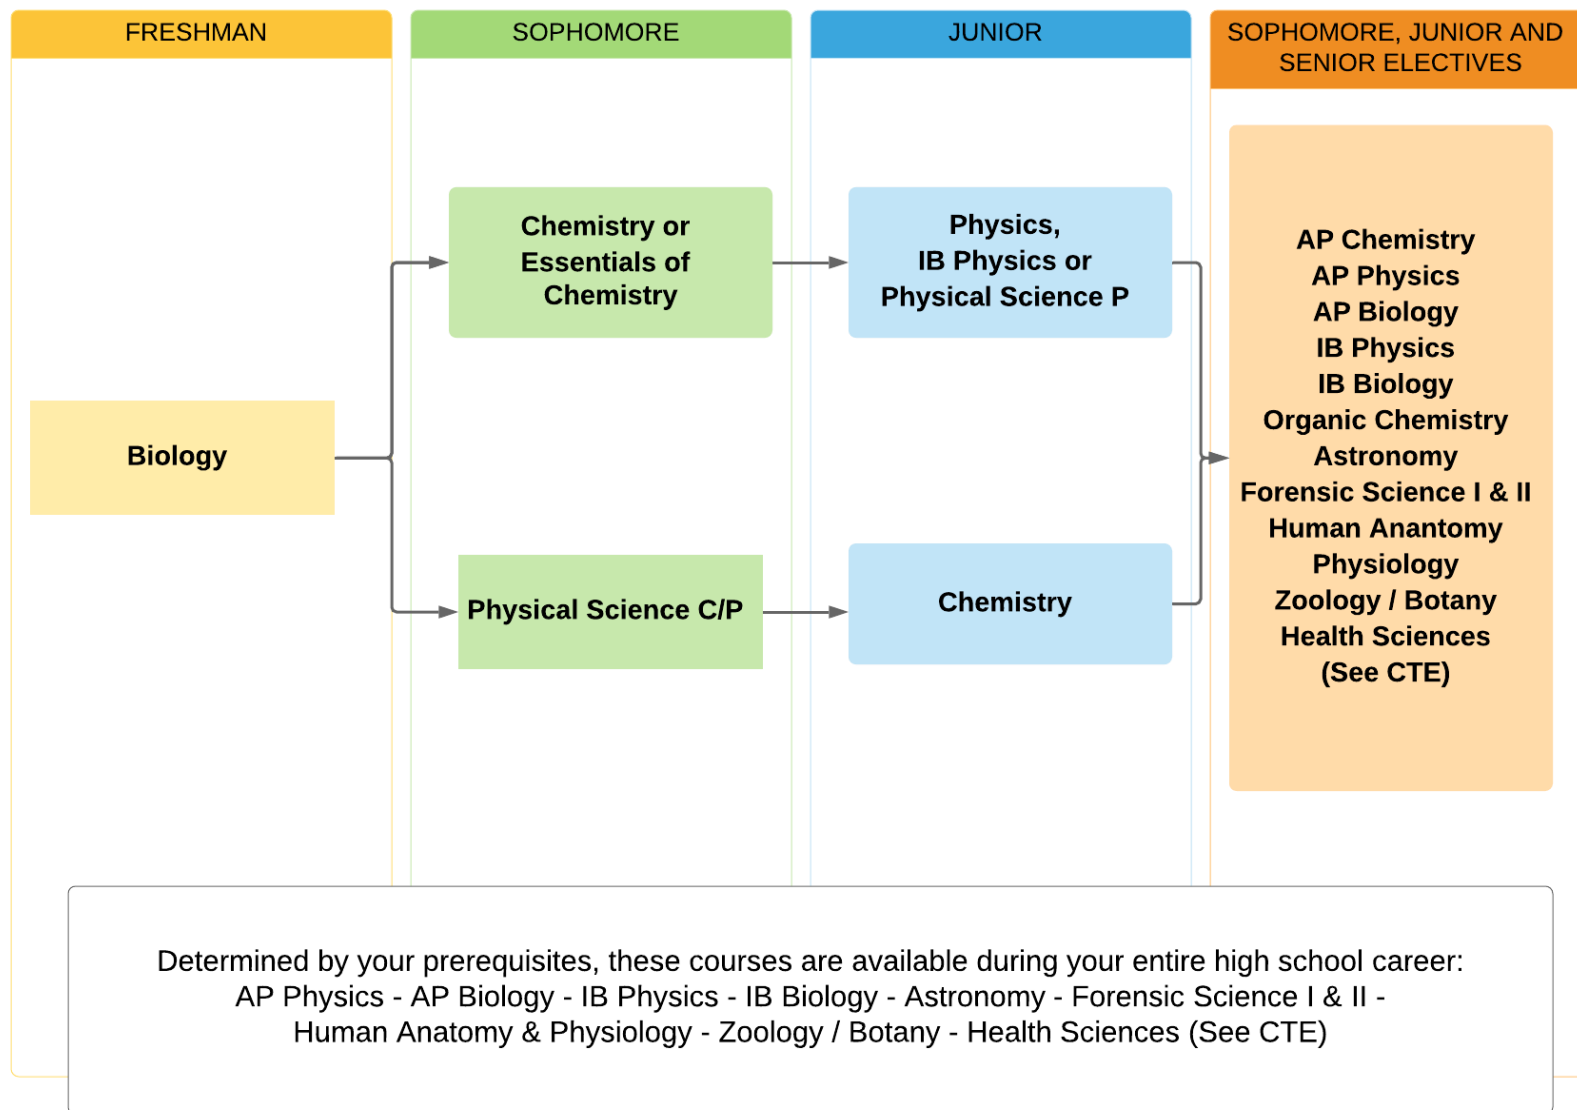 FRESHMAN
SOPHOMORE
JUNIOR
SOPHOMORE, JUNIOR AND
SENIOR ELECTIVES
Biology
Chemistry or
Essentials of
Chemistry
Physical Science C/P
Physics,
IB Physics or
Physical Science P
Chemistry
AP Chemistry
AP Physics
AP Biology
IB Physics
IB Biology
Organic Chemistry
Astronomy
Forensic Science I & II
Human Anantomy
Physiology
Zoology / Botany
Health Sciences
(See CTE)
Determined by your prerequisites, these courses are available during your entire high school career:
AP Physics - AP Biology - IB Physics - IB Biology - Astronomy - Forensic Science I & II -
Human Anatomy & Physiology - Zoology / Botany - Health Sciences (See CTE)